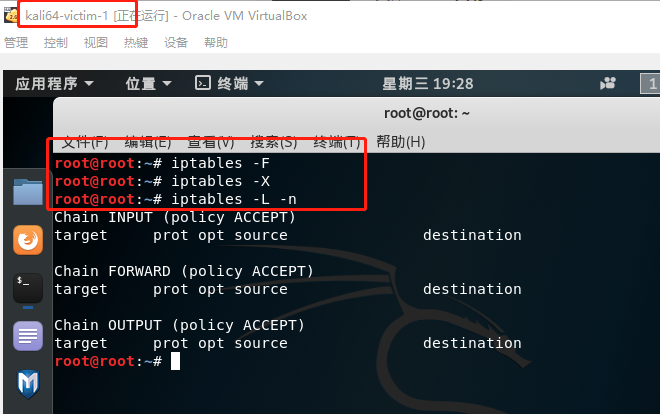 kali64-victim-1 [正在运行] - Oracle VM VirtualBox
管理 控制 视图 热键 设备 帮助
应用程序 位置 终端 星期三 19:28 1
root@root: ~
文件(F) 编辑(E) 查看(V) 搜索(S) 终端(T) 帮助(H)
root@root:~# iptables -F
root@root:~# iptables -X
root@root:~# iptables -L -n
Chain INPUT (policy ACCEPT)
target prot opt source destination
Chain FORWARD (policy ACCEPT)
target prot opt source destination
Chain OUTPUT (policy ACCEPT)
target prot opt source destination
root@root:~#